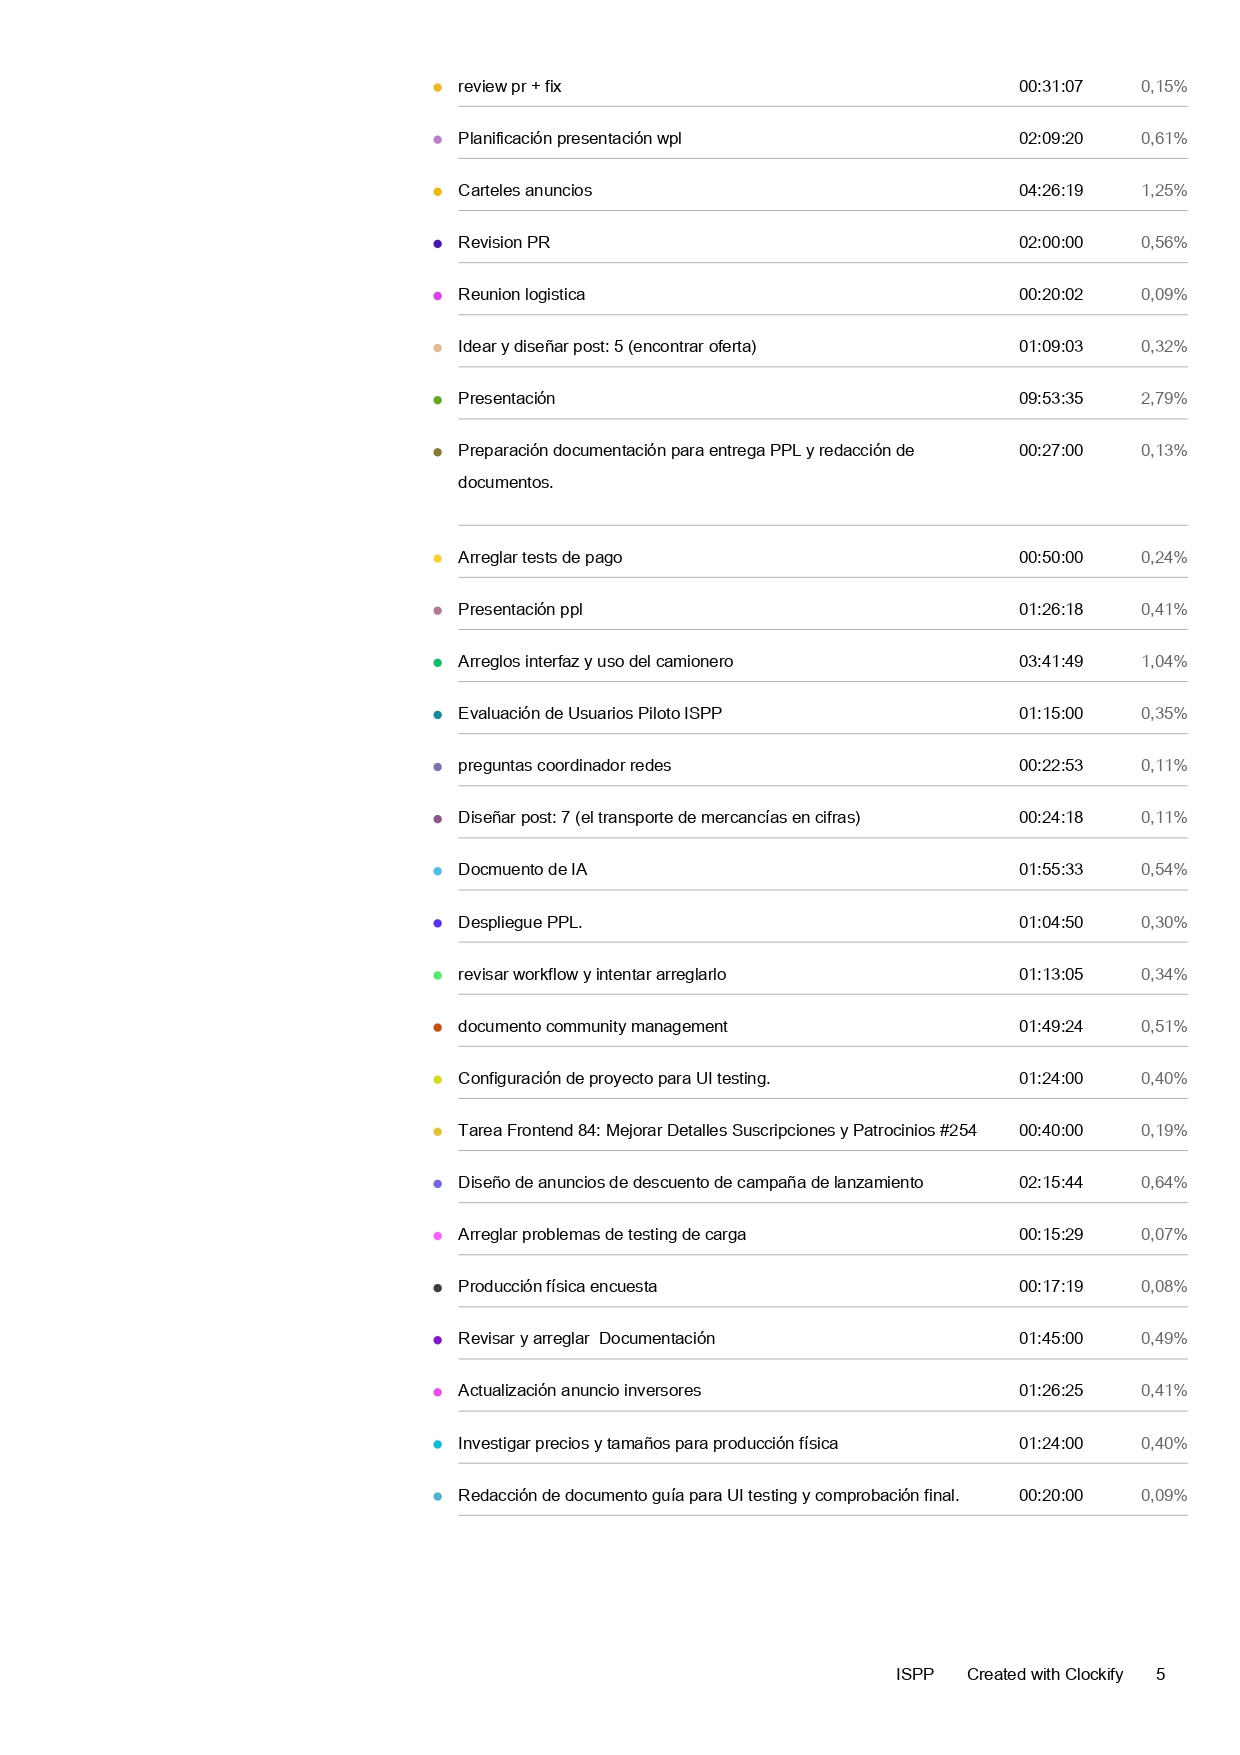 review pr + fix 00:31:07 0,15%
Planificación presentación wpl 02:09:20 0,61%
Carteles anuncios 04:26:19 1,25%
Revision PR 02:00:00 0,56%
Reunion logistica 00:20:02 0,09%
Idear y diseñar post: 5 (encontrar oferta) 01:09:03 0,32%
Presentación 09:53:35 2,79%
Preparación documentación para entrega PPL y redacción de 00:27:00 0,13%
documentos.
Arreglar tests de pago 00:50:00 0,24%
Presentación ppl 01:26:18 0,41%
Arreglos interfaz y uso del camionero 03:41:49 1,04%
Evaluación de Usuarios Piloto ISPP 01:15:00 0,35%
preguntas coordinador redes 00:22:53 0,11%
Diseñar post: 7 (el transporte de mercancías en cifras) 00:24:18 0,11%
Docmuento de IA 01:55:33 0,54%
Despliegue PPL. 01:04:50 0,30%
revisar workflow y intentar arreglarlo 01:13:05 0,34%
documento community management 01:49:24 0,51%
Configuración de proyecto para UI testing. 01:24:00 0,40%
Tarea Frontend 84: Mejorar Detalles Suscripciones y Patrocinios #254 00:40:00 0,19%
Diseño de anuncios de descuento de campaña de lanzamiento 02:15:44 0,64%
Arreglar problemas de testing de carga 00:15:29 0,07%
Producción física encuesta 00:17:19 0,08%
Revisar y arreglar  Documentación 01:45:00 0,49%
Actualización anuncio inversores 01:26:25 0,41%
Investigar precios y tamaños para producción física 01:24:00 0,40%
Redacción de documento guía para UI testing y comprobación final. 00:20:00 0,09%
ISPP Created with Clockify 5